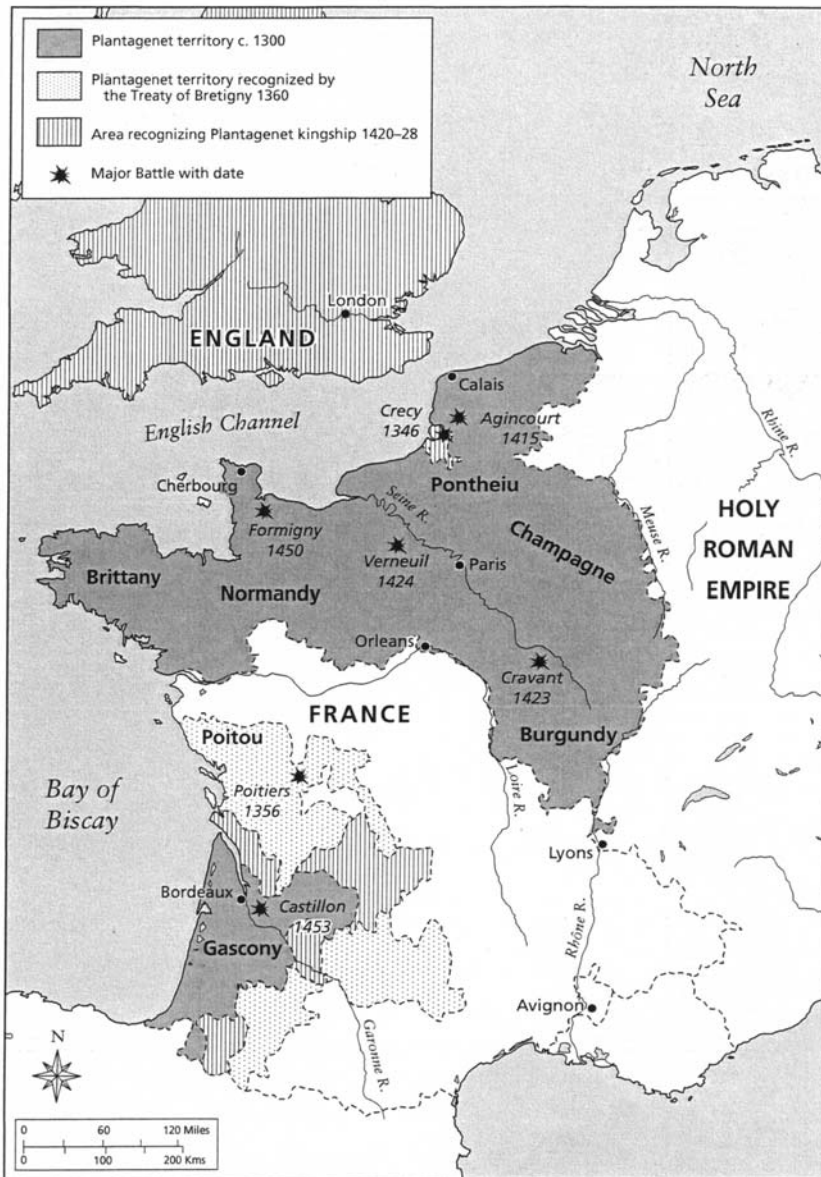 Plantagenet territory c. 1300
Plantagenet territory recognized by
the Treaty of Bretigny 1360
Area recognizing Plantagenet kingship 1420–28
Major Battle with date
North
Sea
London
ENGLAND
English Channel
Calais
Crecy
1346
Agincourt
1415
Rhine R.
Cherbourg
Pontheiu
Seine R.
Meuse R.
Formigny
1450
Champagne
HOLY
ROMAN
EMPIRE
Verneuil
1424
Paris
Brittany
Normandy
Orleans
Cravant
1423
FRANCE
Burgundy
Poitou
Loire R.
Poitiers
1356
Bay of
Biscay
Lyons
Bordeaux
Castillon
1453
Rhône R.
Gascony
Avignon
Garonne R.
N
0 60 120 Miles
0 100 200 Kms